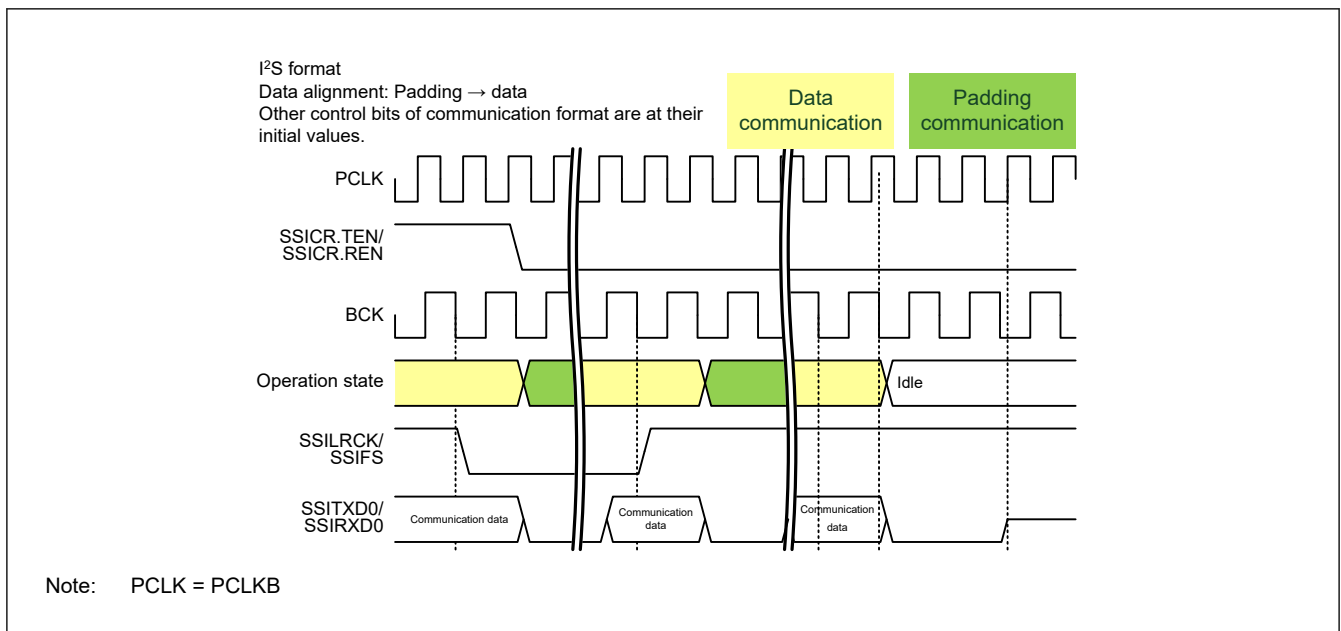 I²S format
Data alignment: Padding → data
Other control bits of communication format are at their
initial values.
Data
communication
Padding
communication
PCLK
SSICR.TEN/
SSICR.REN
BCK
Operation state
Idle
SSILRCK/
SSIFS
SSITXD0/
SSIRXD0
Communication data
Communication
data
Communication
data
Note: PCLK = PCLKB